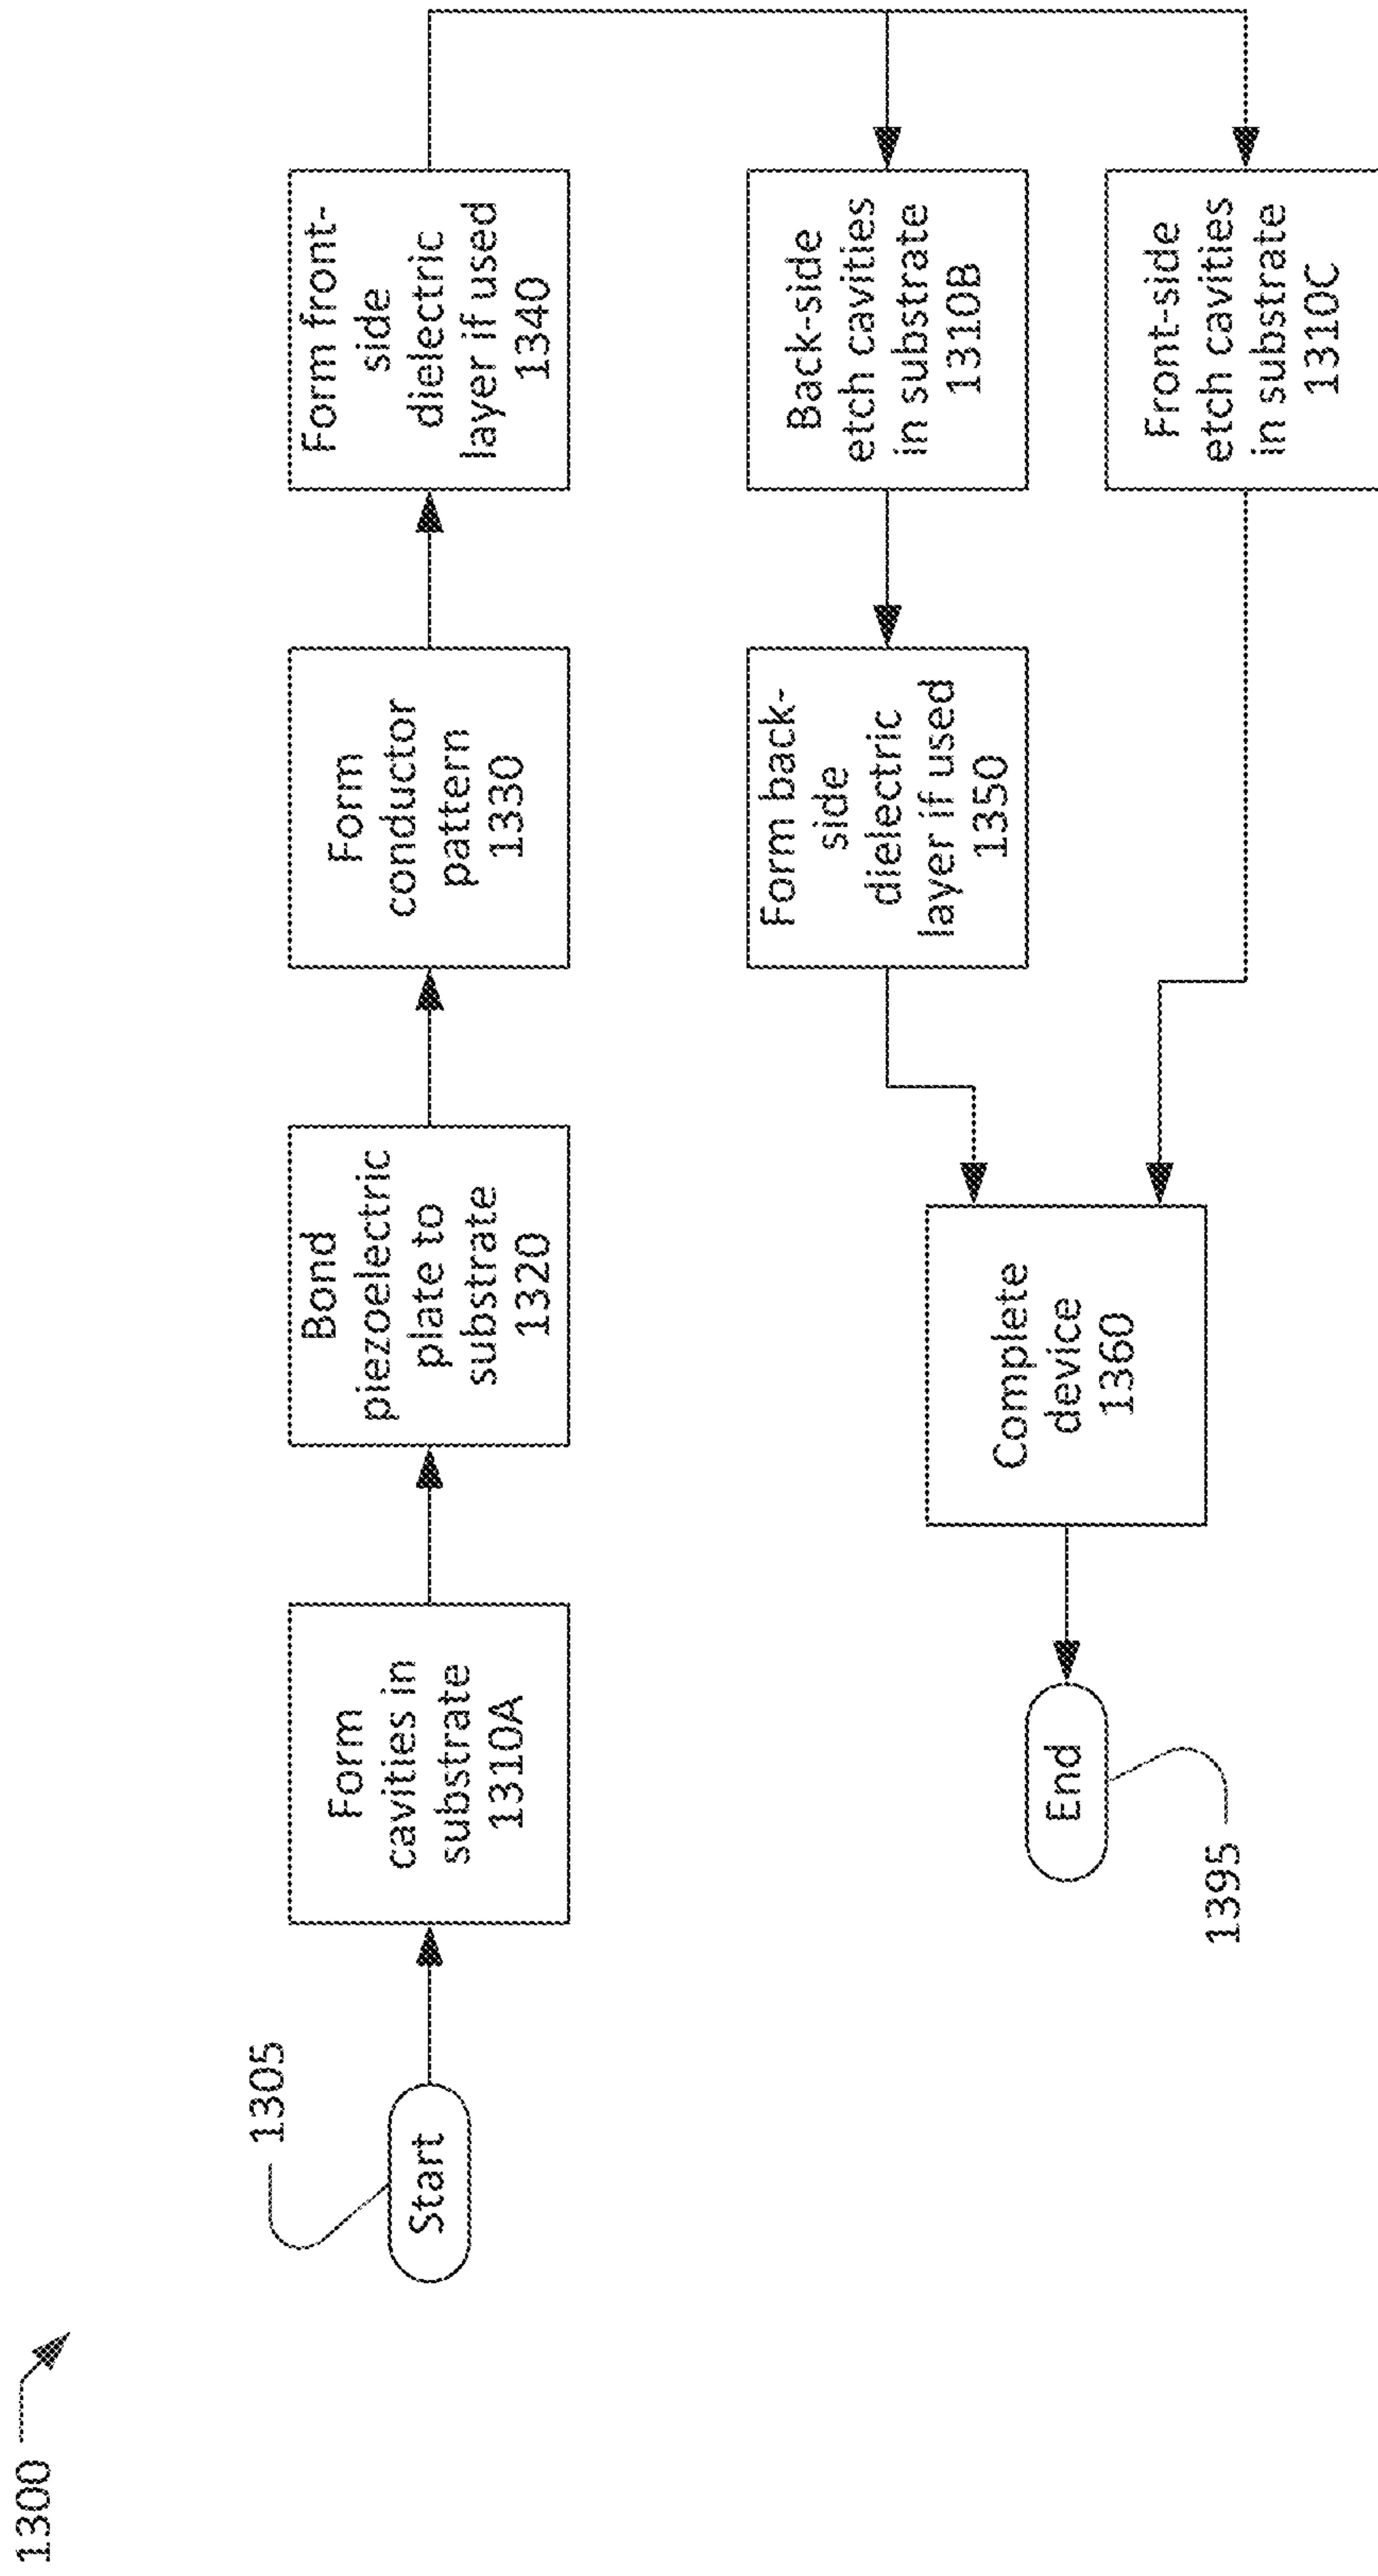 1300
1305
Start
Form
cavities in
substrate
1310A
Bond
piezoelectric
plate to
substrate
1320
Form
conductor
pattern
1330
Form front-
side
dielectric
layer if used
1340
Back-side
etch cavities
in substrate
1310B
Form back-
side
dielectric
layer if used
1350
Front-side
etch cavities
in substrate
1310C
Complete
device
1360
End
1395